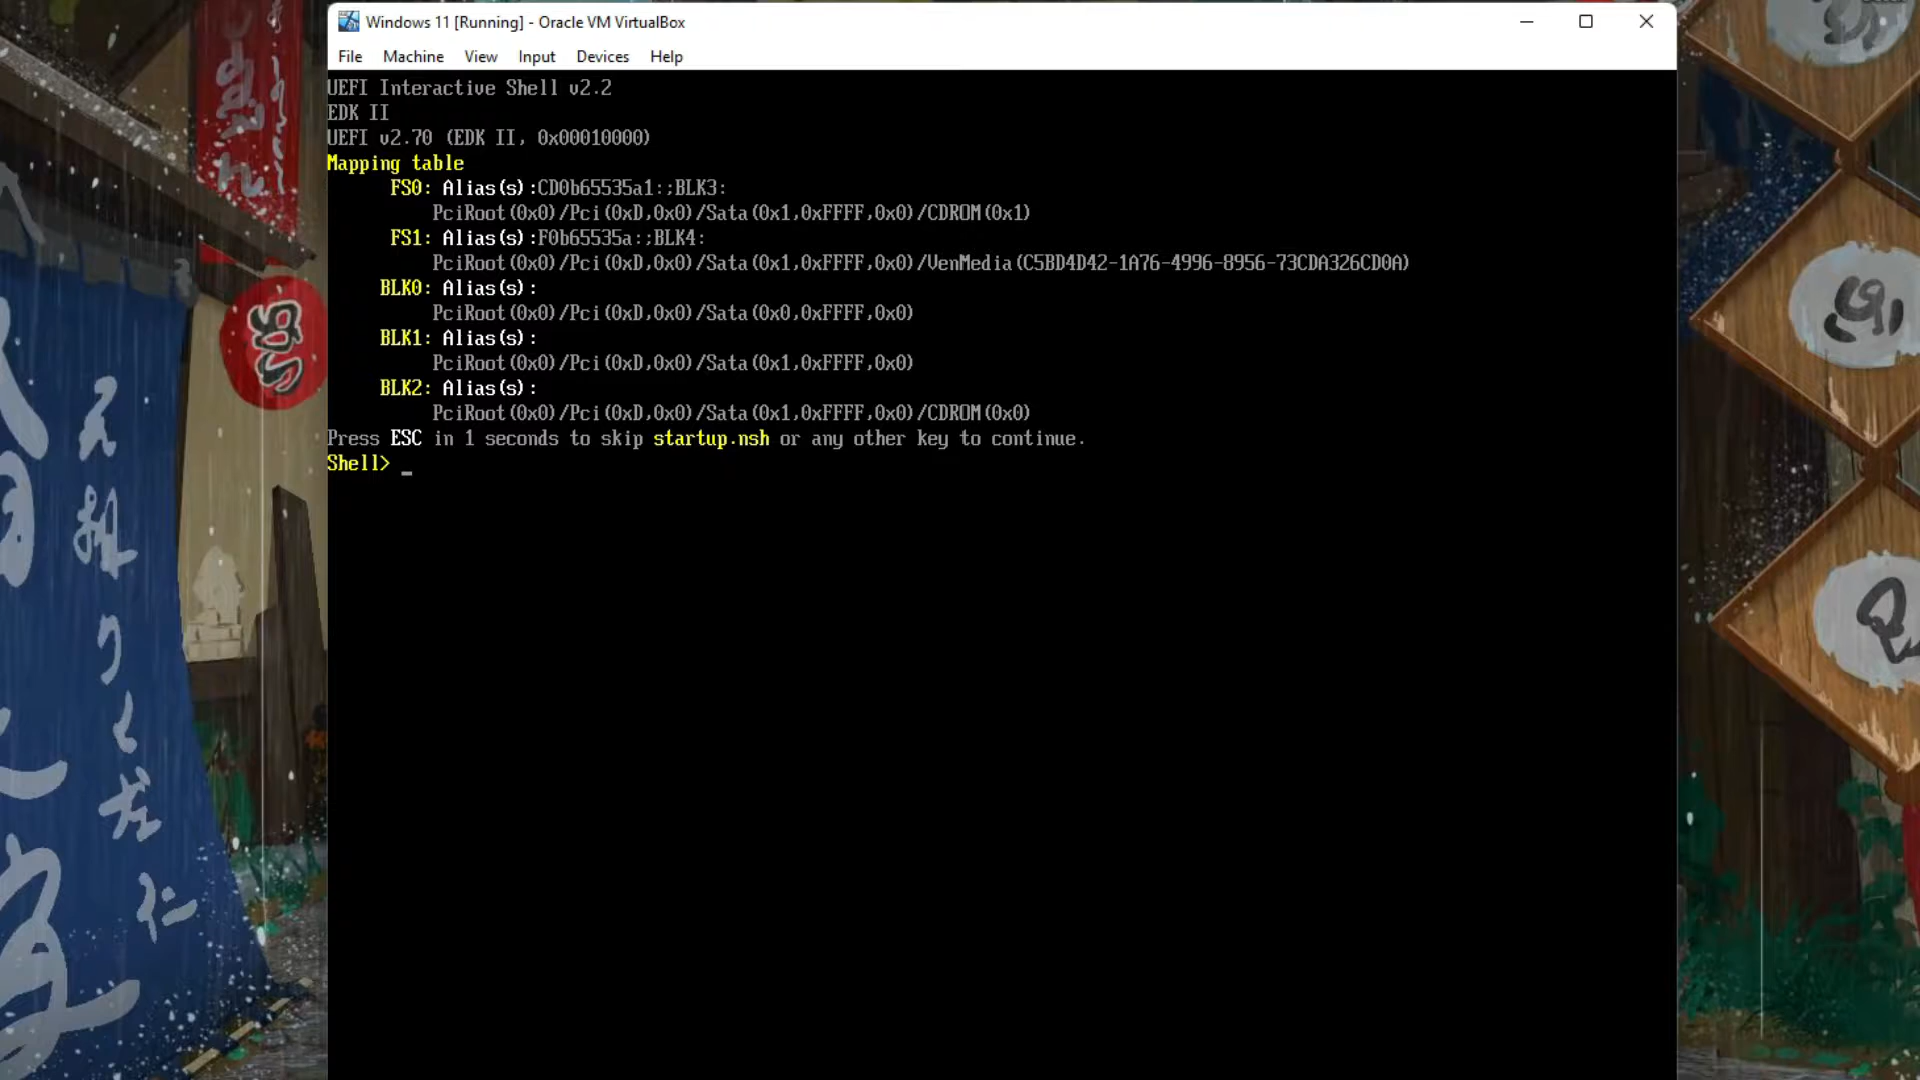 Windows 11 [Running] - Oracle VM VirtualBox
File Machine View Input Devices Help
UEFI Interactive Shell v2.2
EDK II
UEFI v2.70 (EDK II, 0x00010000)
Mapping table
FS0: Alias(s):CD0b65535a1:;BLK3:
PciRoot(0x0)/Pci(0xD,0x0)/Sata(0x1,0xFFFF,0x0)/CDROM(0x1)
FS1: Alias(s):F0b65535a:;BLK4:
PciRoot(0x0)/Pci(0xD,0x0)/Sata(0x1,0xFFFF,0x0)/VenMedia(C5BD4D42-1A76-4996-8956-73CDA326CD0A)
BLK0: Alias(s):
PciRoot(0x0)/Pci(0xD,0x0)/Sata(0x0,0xFFFF,0x0)
BLK1: Alias(s):
PciRoot(0x0)/Pci(0xD,0x0)/Sata(0x1,0xFFFF,0x0)
BLK2: Alias(s):
PciRoot(0x0)/Pci(0xD,0x0)/Sata(0x1,0xFFFF,0x0)/CDROM(0x0)
Press ESC in 1 seconds to skip startup.nsh or any other key to continue.
Shell> _